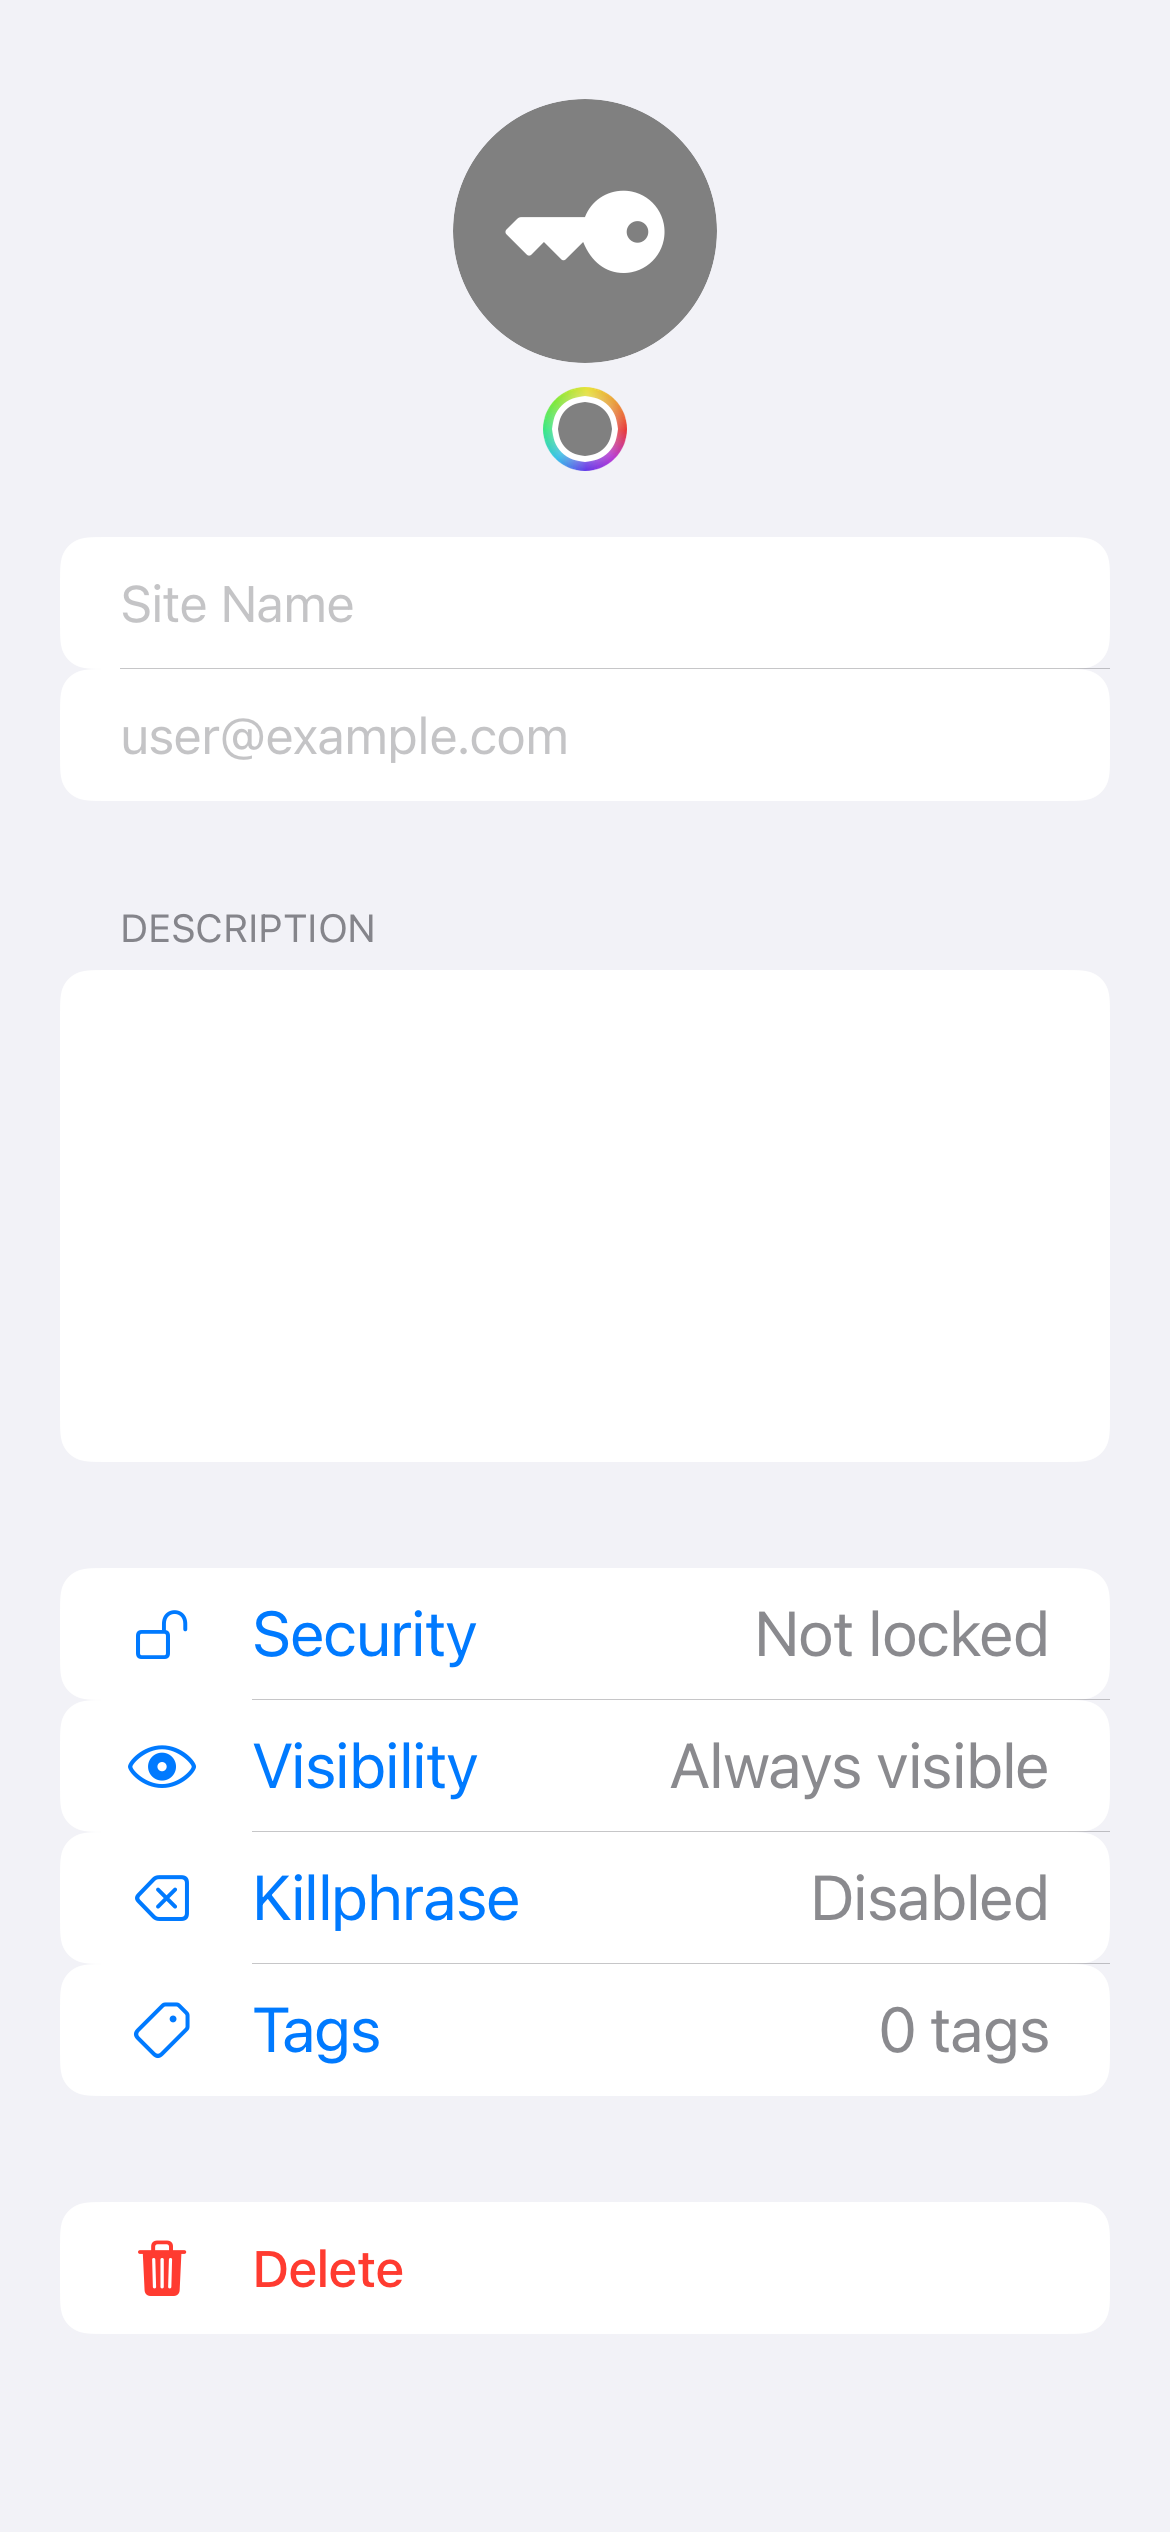 Site Name
user@example.com
DESCRIPTION
Security Not locked
Visibility Always visible
Killphrase Disabled
Tags 0 tags
Delete